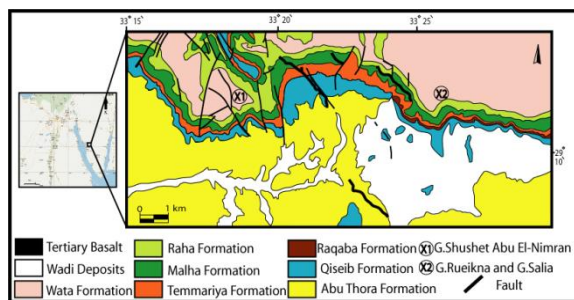 33° 15
33° 20
33° 25
X1
X2
29°
10°
0 1 km
Tertiary Basalt
Raha Formation
Raqaba Formation
X1 G.Shushet Abu El-Nimran
Wadi Deposits
Malha Formation
Qiseib Formation
X2 G.Rueikna and G.Salia
Wata Formation
Temmariya Formation
Abu Thora Formation
Fault